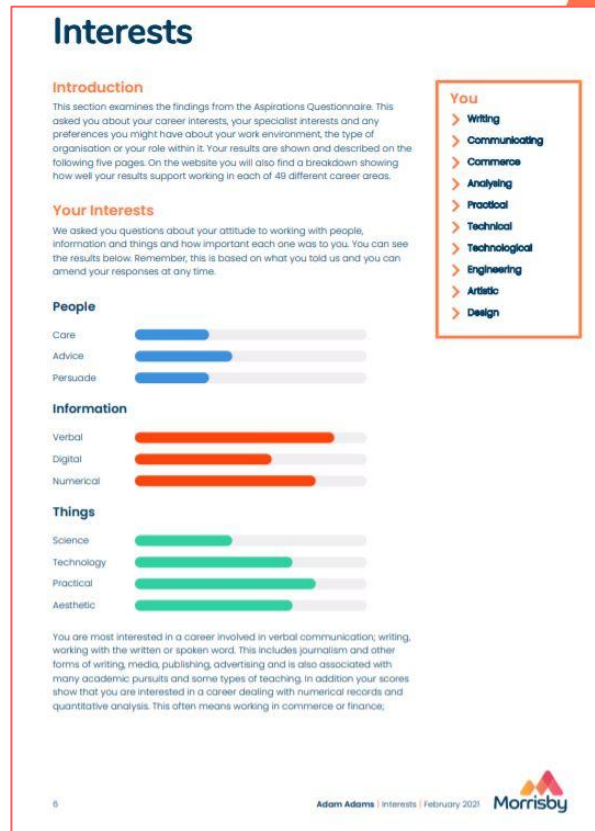 Interests
Introduction
This section examines the findings from the Aspirations Questionnaire. This
asked you about your career interests, your specialist interests and any
preferences you might have about your work environment, the type of
organisation or your role within it. Your results are shown and described on the
following five pages. On the website you will also find a breakdown showing
how well your results support working in each of 49 different career areas.
Your Interests
We asked you questions about your attitude to working with people,
information and things and how important each one was to you. You can see
the results below. Remember, this is based on what you told us and you can
amend your responses at any time.
People
Care
Advice
Persuade
Information
Verbal
Digital
Numerical
Things
Science
Technology
Practical
Aesthetic
You are most interested in a career involved in verbal communication; writing,
working with the written or spoken word. This includes journalism and other
forms of writing, media, publishing, advertising and is also associated with
many academic pursuits and some types of teaching. In addition your scores
show that you are interested in a career dealing with numerical records and
quantitative analysis. This often means working in commerce or finance;
You
Writing
Communicating
Commerce
Analysing
Practical
Technical
Technological
Engineering
Artistic
Design
6
Adam Adams | Interests | February 2021
Morrisby